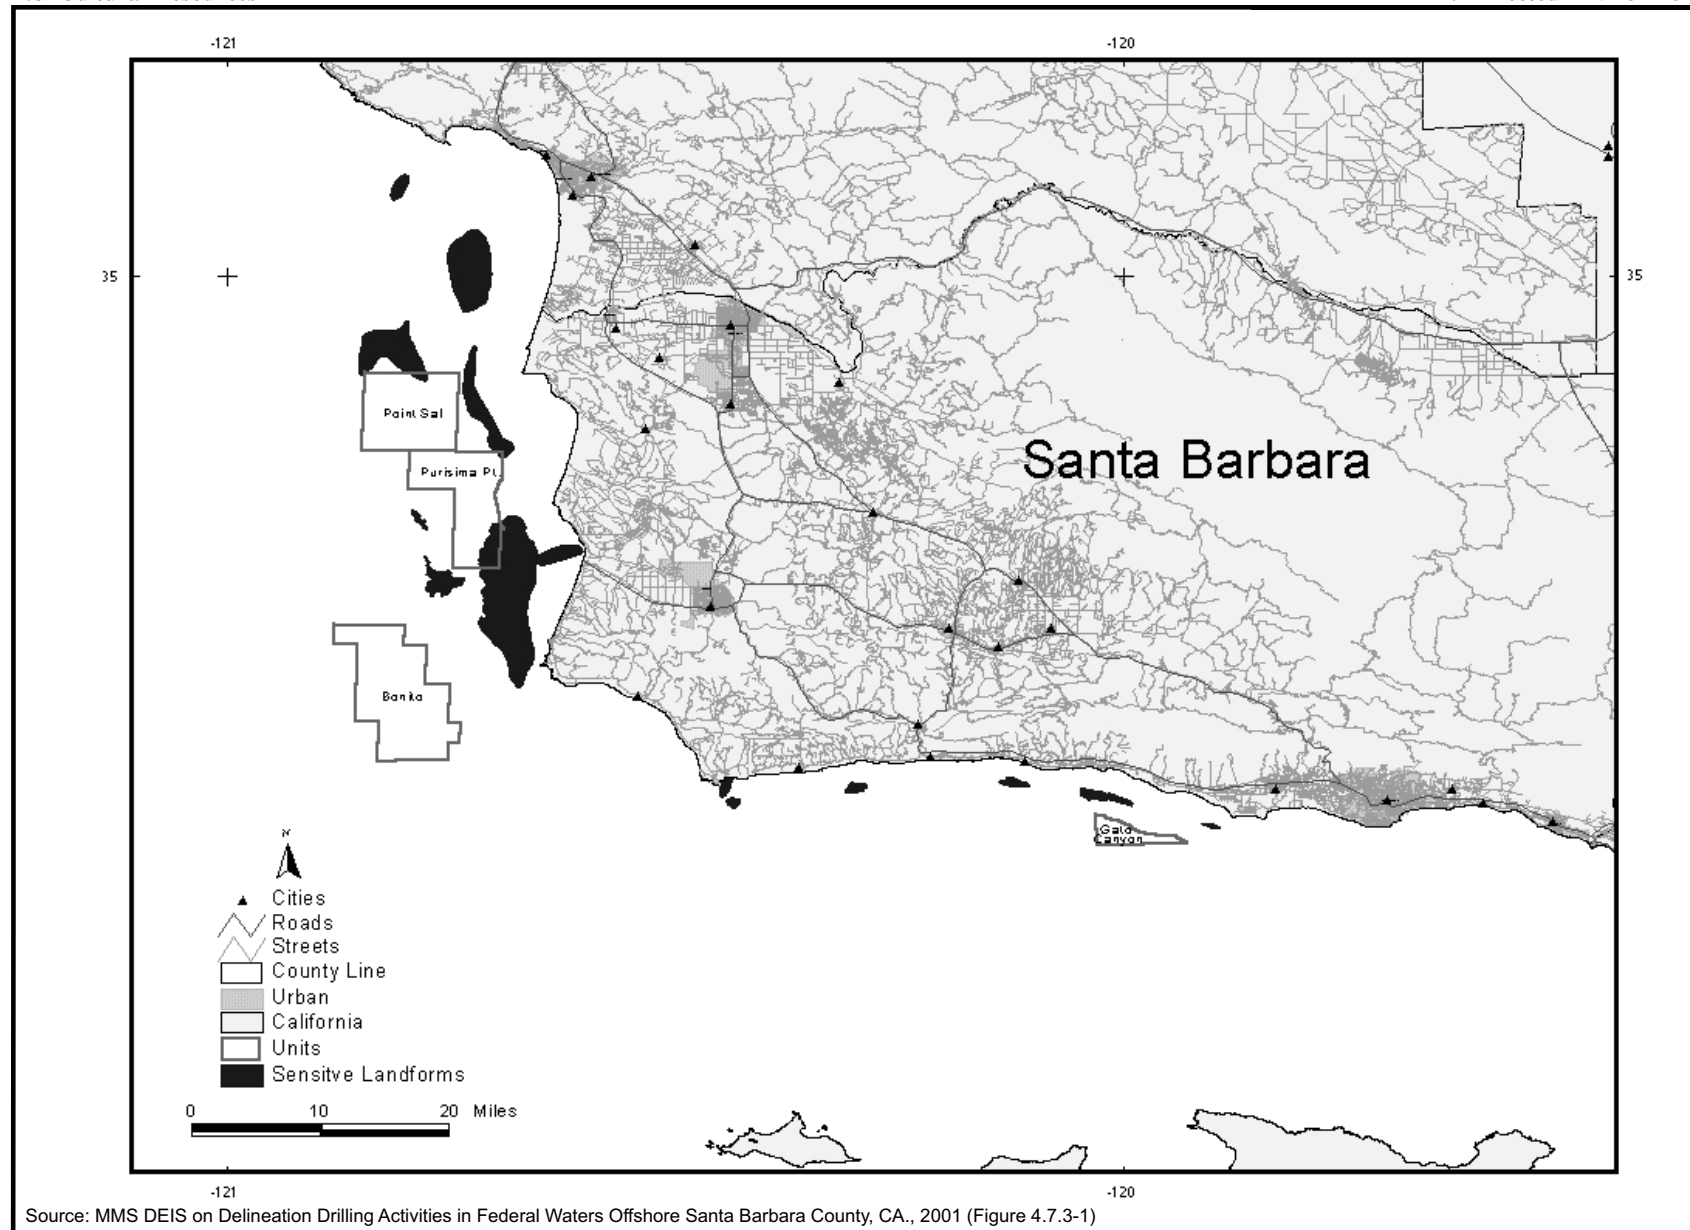 -121 -120
35 35
Santa Barbara
Point Sal
Purisima Pt.
Bonito
Gato
Canyon
N
Cities
Roads
Streets
County Line
Urban
California
Units
Sensitve Landforms
0 10 20 Miles
-121 -120
Source: MMS DEIS on Delineation Drilling Activities in Federal Waters Offshore Santa Barbara County, CA., 2001 (Figure 4.7.3-1)